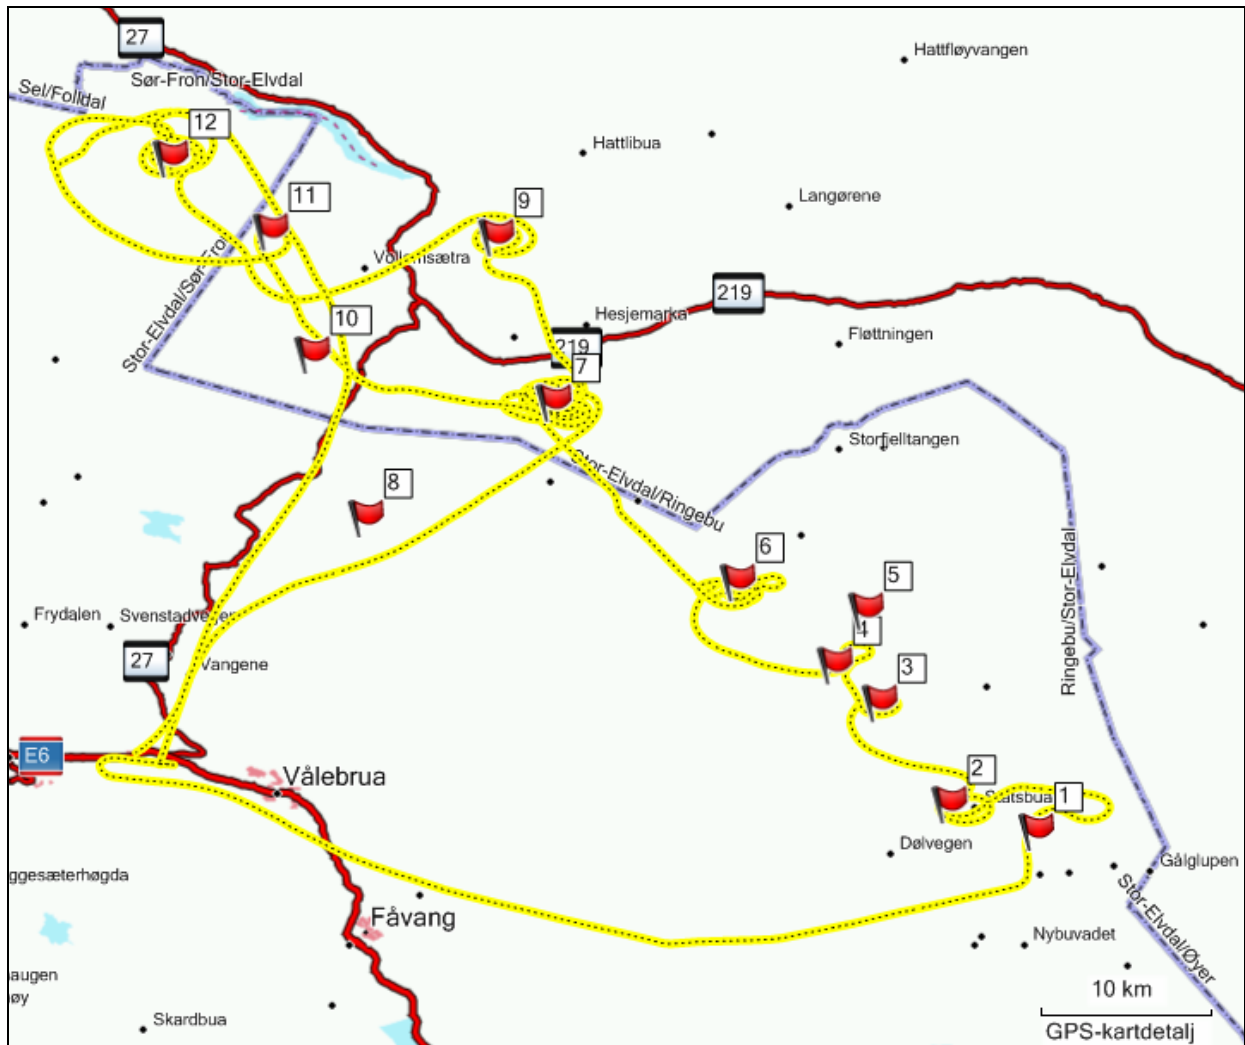 27
Hattfløyvangen
Sør-Fron/Stor-Elvdal
Sel/Folldal
12
Hattlibua
11
Langørene
9
Stor-Elvdal/Sør-Fron
219
10
Hesjemarka
Fløttningen
219
7
Storfjelltangen
Stor-Elvdal/Ringebu
8
6
Ringebu/Stor-Elvdal
5
Frydalen
4
27
Vangene
3
E6
Vålebrua
2
Statsbua
1
Dølvegen
Gålglupen
ggesæterhøgda
Stor-Elvdal/Øyer
Fåvang
Nybuvadet
augen
øy
10 km
Skardbua
GPS-kartdetalj